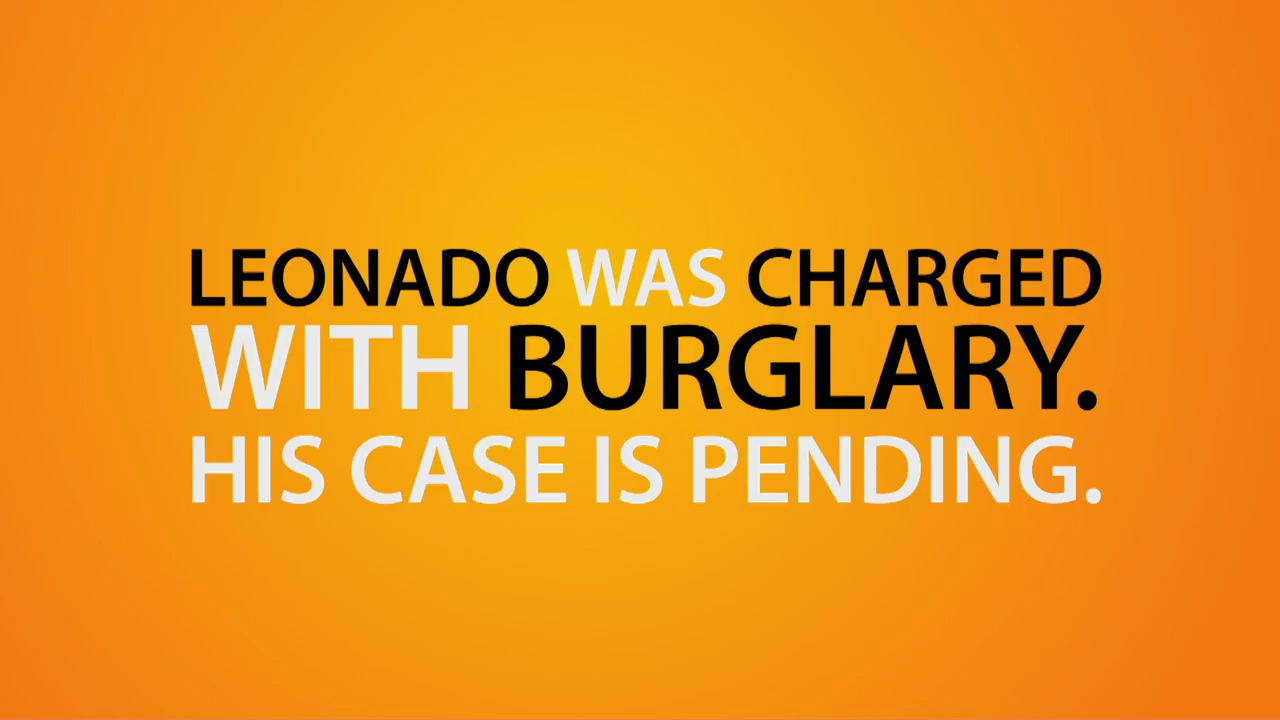 LEONADO WAS CHARGED
WITH BURGLARY.
HIS CASE IS PENDING.